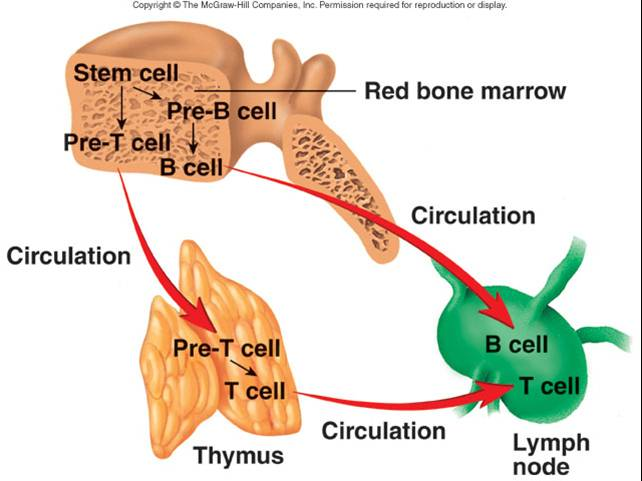 Copyright © The McGraw-Hill Companies, Inc. Permission required for reproduction or display.
Stem cell
Red bone marrow
Pre-B cell
Pre-T cell
B cell
Circulation
Circulation
Pre-T cell
B cell
T cell
T cell
Circulation
Thymus
Lymph
node